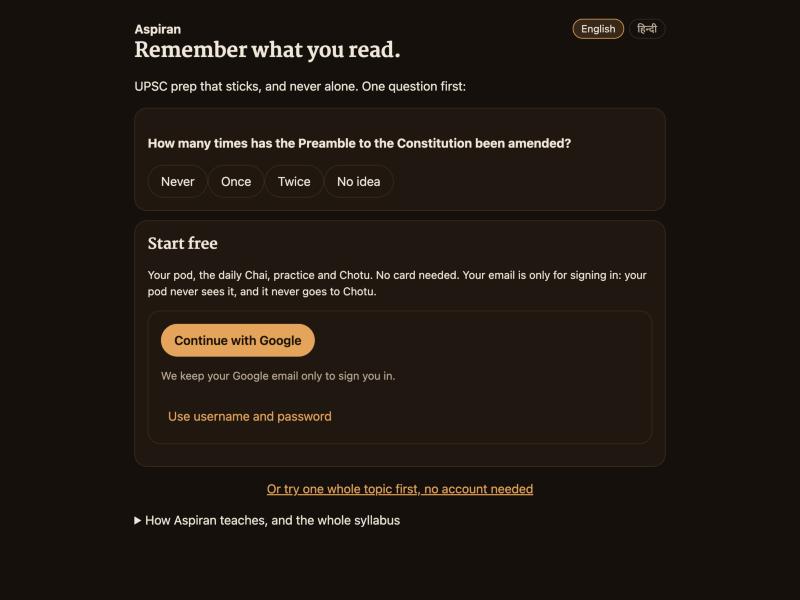 Aspiran
English
हिन्दी
Remember what you read.
UPSC prep that sticks, and never alone. One question first:
How many times has the Preamble to the Constitution been amended?
Never
Once
Twice
No idea
Start free
Your pod, the daily Chai, practice and Chotu. No card needed. Your email is only for signing in: your
pod never sees it, and it never goes to Chotu.
Continue with Google
We keep your Google email only to sign you in.
Use username and password
Or try one whole topic first, no account needed
How Aspiran teaches, and the whole syllabus